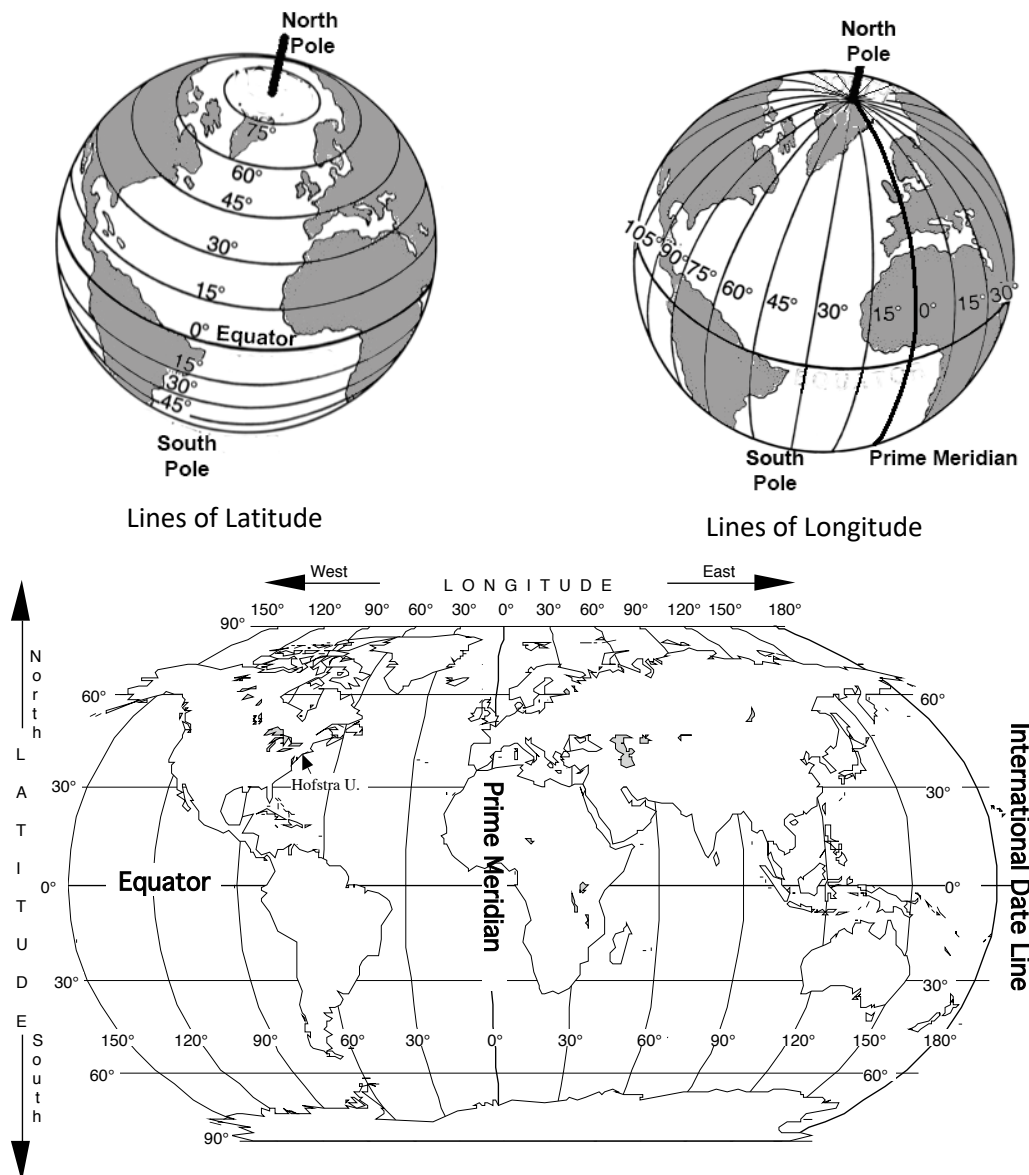 North
Pole
75°
60°
45°
30°
15°
0° Equator
15°
30°
45°
South
Pole
Lines of Latitude
North
Pole
105° 90° 75° 60° 45° 30° 15° 0° 15° 30°
EQUATOR
South
Pole
Prime Meridian
Lines of Longitude
West LONGITUDE East
150° 120° 90° 60° 30° 0° 30° 60° 90° 120° 150° 180°
90°
North LATITUDE South
60° 60°
Hofstra U.
30° 30°
Prime Meridian
International Date Line
Equator
0° 0°
30° 30°
150° 120° 90° 60° 30° 0° 30° 60° 90° 120° 150° 180°
60° 60°
90°